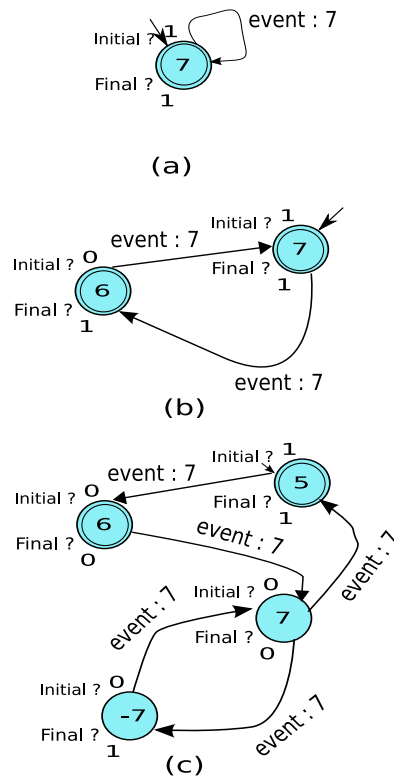 Initial ? 1
event : 7
7
Final ?
1
(a)
Initial ? 1
event : 7
7
Initial ? 0
Final ?
6
1
Final ?
1
event : 7
(b)
Initial ? 1
event : 7
5
Initial ? 0
Final ?
1
6
event : 7
Final ?
0
event : 7
Initial ? 0
event : 7
7
Final ?
0
Initial ? 0
-7
event : 7
Final ?
1
(c)